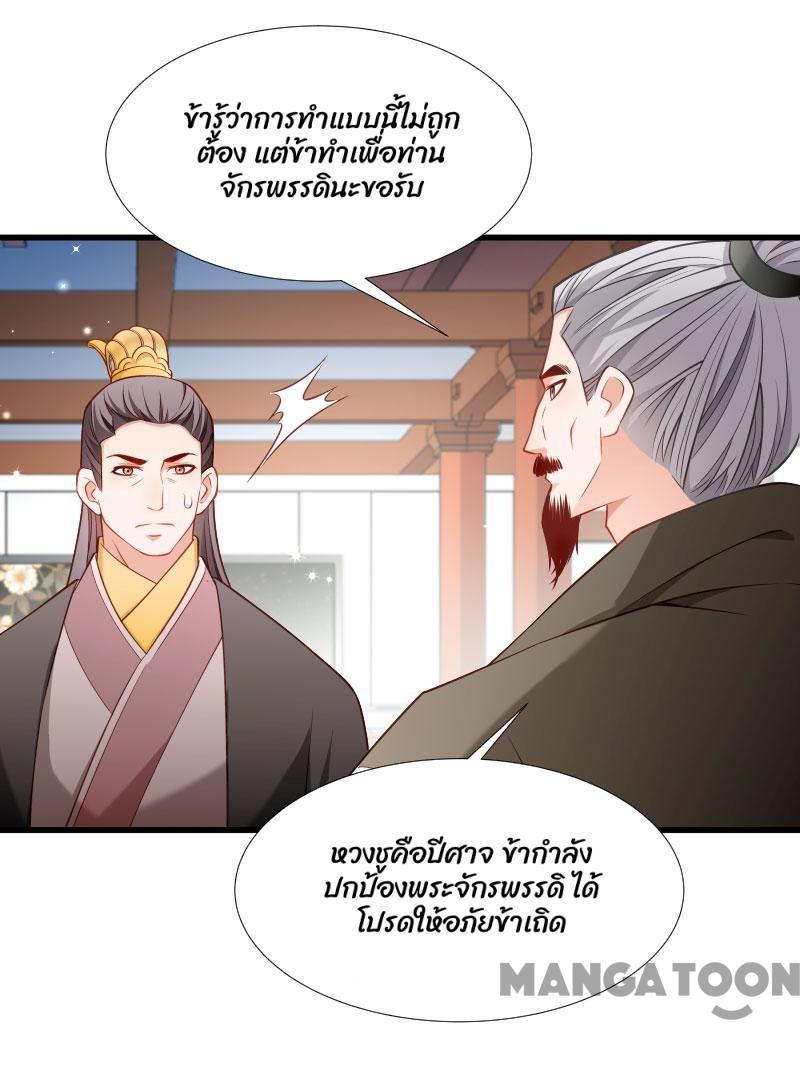 ข้ารู้ว่าการทำแบบนี้ไม่ถูก
ต้อง แต่ข้าทำเพื่อท่าน
จักรพรรดินะขอรับ
หวงชูคือปีศาจ ข้ากำลัง
ปกป้องพระจักรพรรดิ ได้
โปรดให้อภัยข้าเถิด
MANGATOON